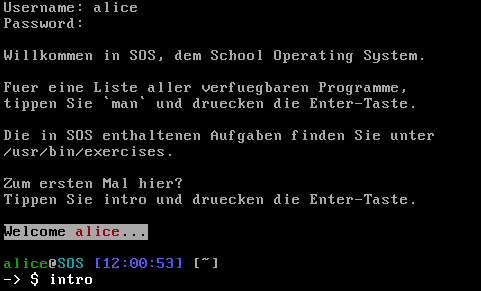 Username: alice
Password:
Willkommen in SOS, dem School Operating System.
Fuer eine Liste aller verfuegbaren Programme,
tippen Sie `man` und druecken die Enter-Taste.
Die in SOS enthaltenen Aufgaben finden Sie unter
/usr/bin/exercises.
Zum ersten Mal hier?
Tippen Sie intro und druecken die Enter-Taste.
Welcome alice...
alice@SOS [12:00:53] [~]
-> $ intro